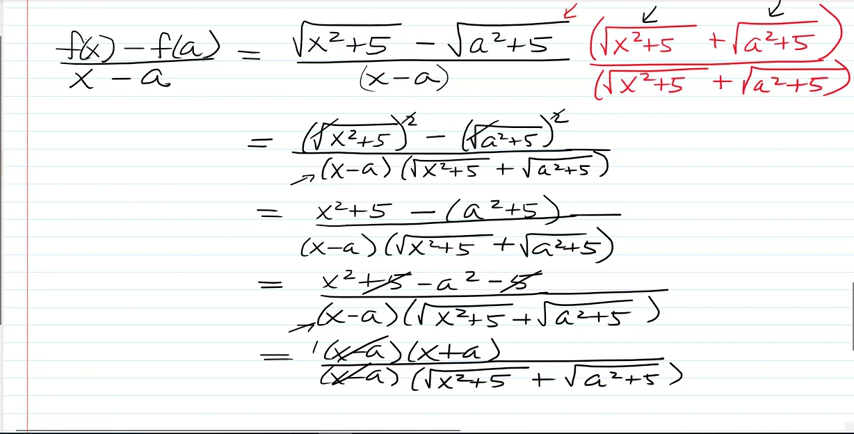 f(x) − f(a) / x − a = √(x²+5) − √(a²+5) / (x−a) (√(x²+5) + √(a²+5)) / (√(x²+5) + √(a²+5))
= (√(x²+5))² − (√(a²+5))² / (x−a)(√(x²+5) + √(a²+5))
= x²+5 − (a²+5) / (x−a)(√(x²+5) + √(a²+5))
= x²+5 − a² − 5 / (x−a)(√(x²+5) + √(a²+5))
= ¹(x−a)(x+a) / (x−a)(√(x²+5) + √(a²+5))